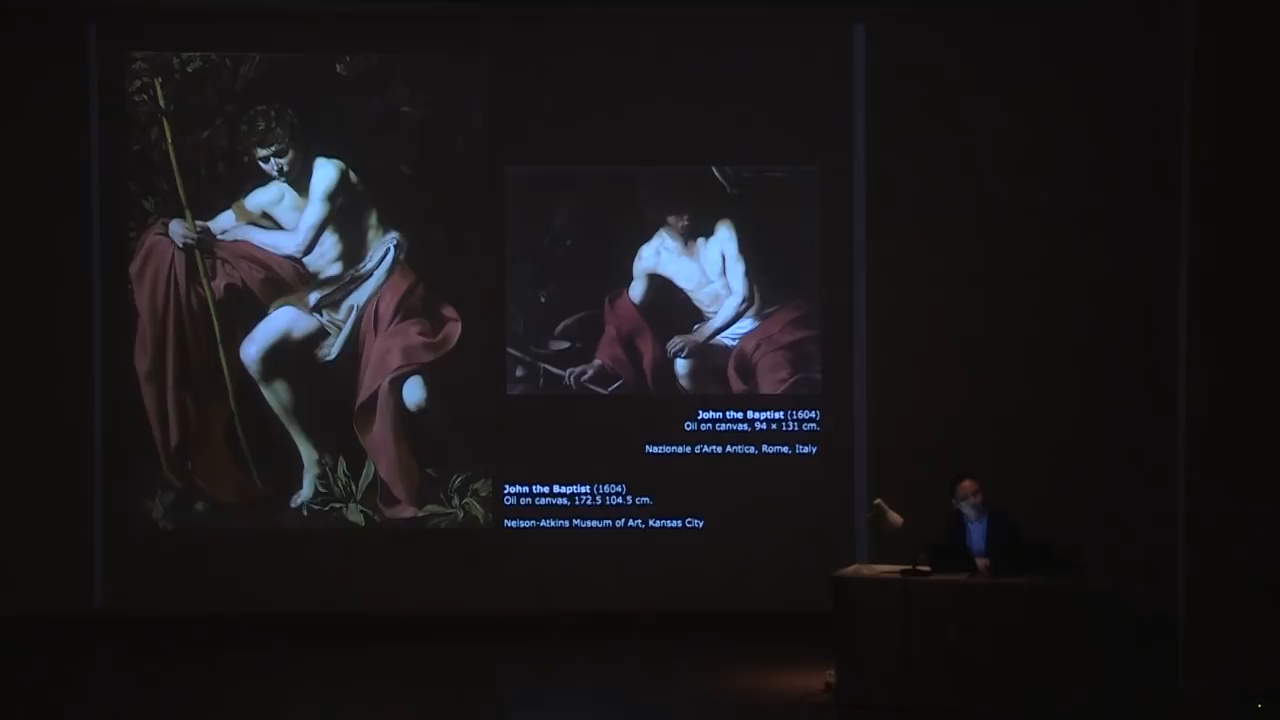 John the Baptist (1604)
Oil on canvas, 94 × 131 cm.
Nazionale d'Arte Antica, Rome, Italy
John the Baptist (1604)
Oil on canvas, 172.5 104.5 cm.
Nelson-Atkins Museum of Art, Kansas City